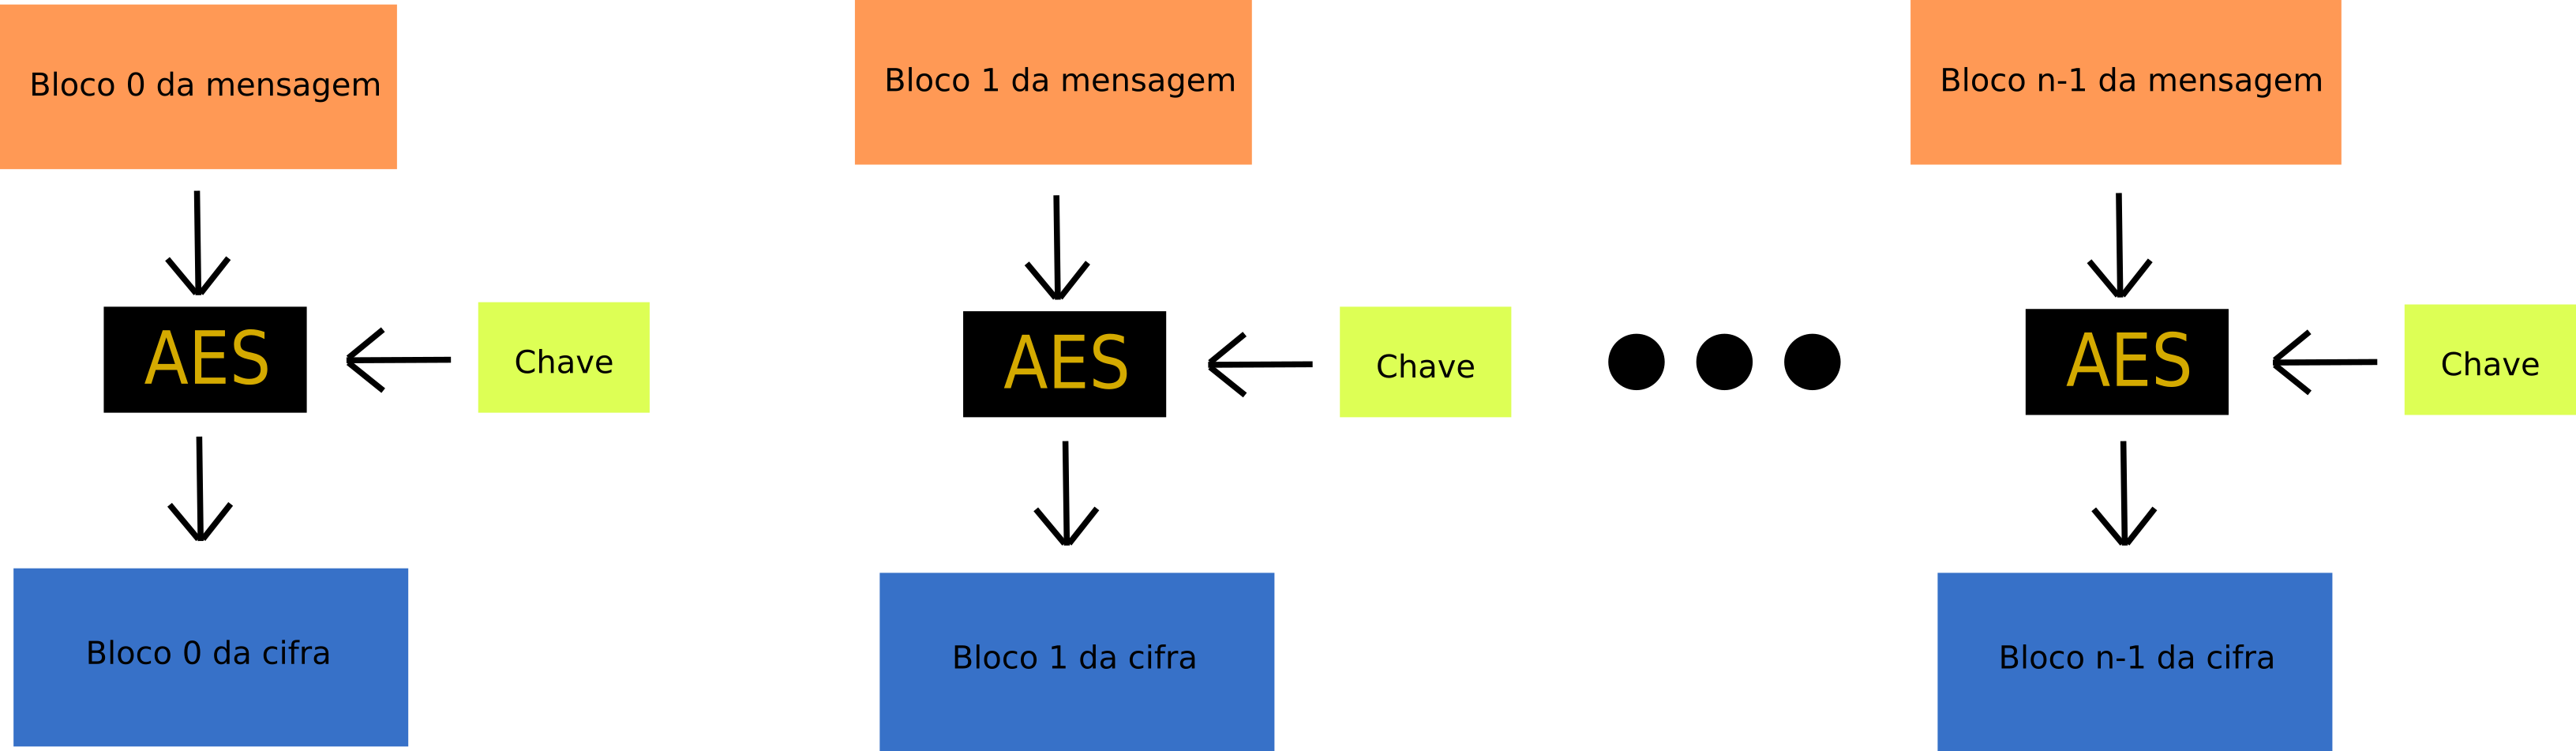 Bloco 0 da mensagem
Bloco 1 da mensagem
Bloco n-1 da mensagem
AES
Chave
AES
Chave
AES
Chave
Bloco 0 da cifra
Bloco 1 da cifra
Bloco n-1 da cifra